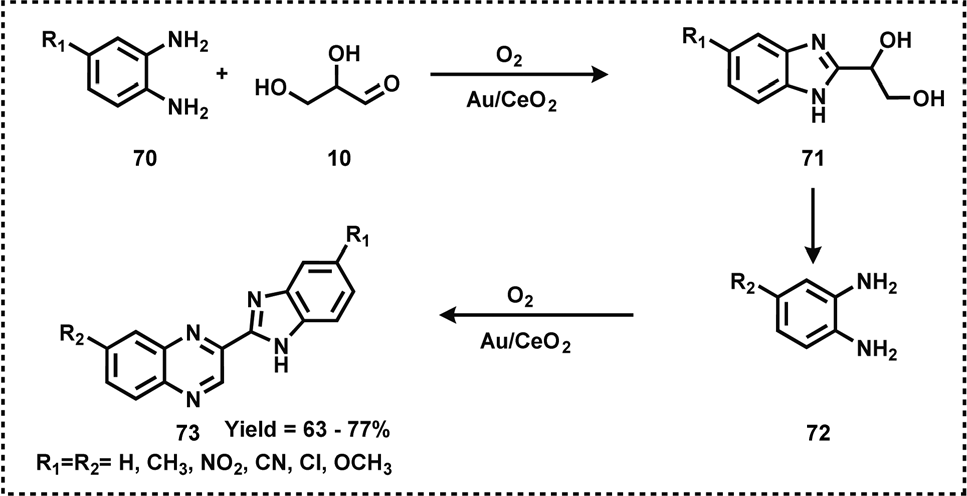 R₁ NH₂ NH₂ + HO OH O
O₂
Au/CeO₂
R₁ N N H OH OH
70
10
71
R₂ NH₂ NH₂
72
O₂
Au/CeO₂
R₁ N N H R₂ N N
73 Yield = 63 - 77%
R₁=R₂= H, CH₃, NO₂, CN, Cl, OCH₃